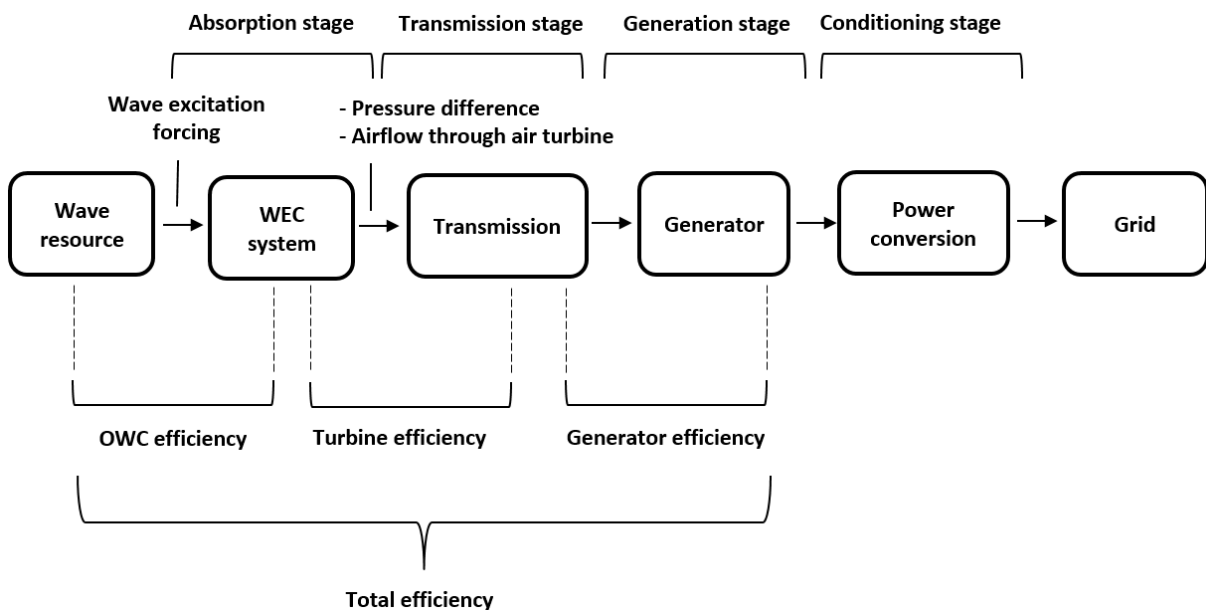 Absorption stage
Transmission stage
Generation stage
Conditioning stage
Wave excitation
forcing
- Pressure difference
- Airflow through air turbine
Wave
resource
WEC
system
Transmission
Generator
Power
conversion
Grid
OWC efficiency
Turbine efficiency
Generator efficiency
Total efficiency